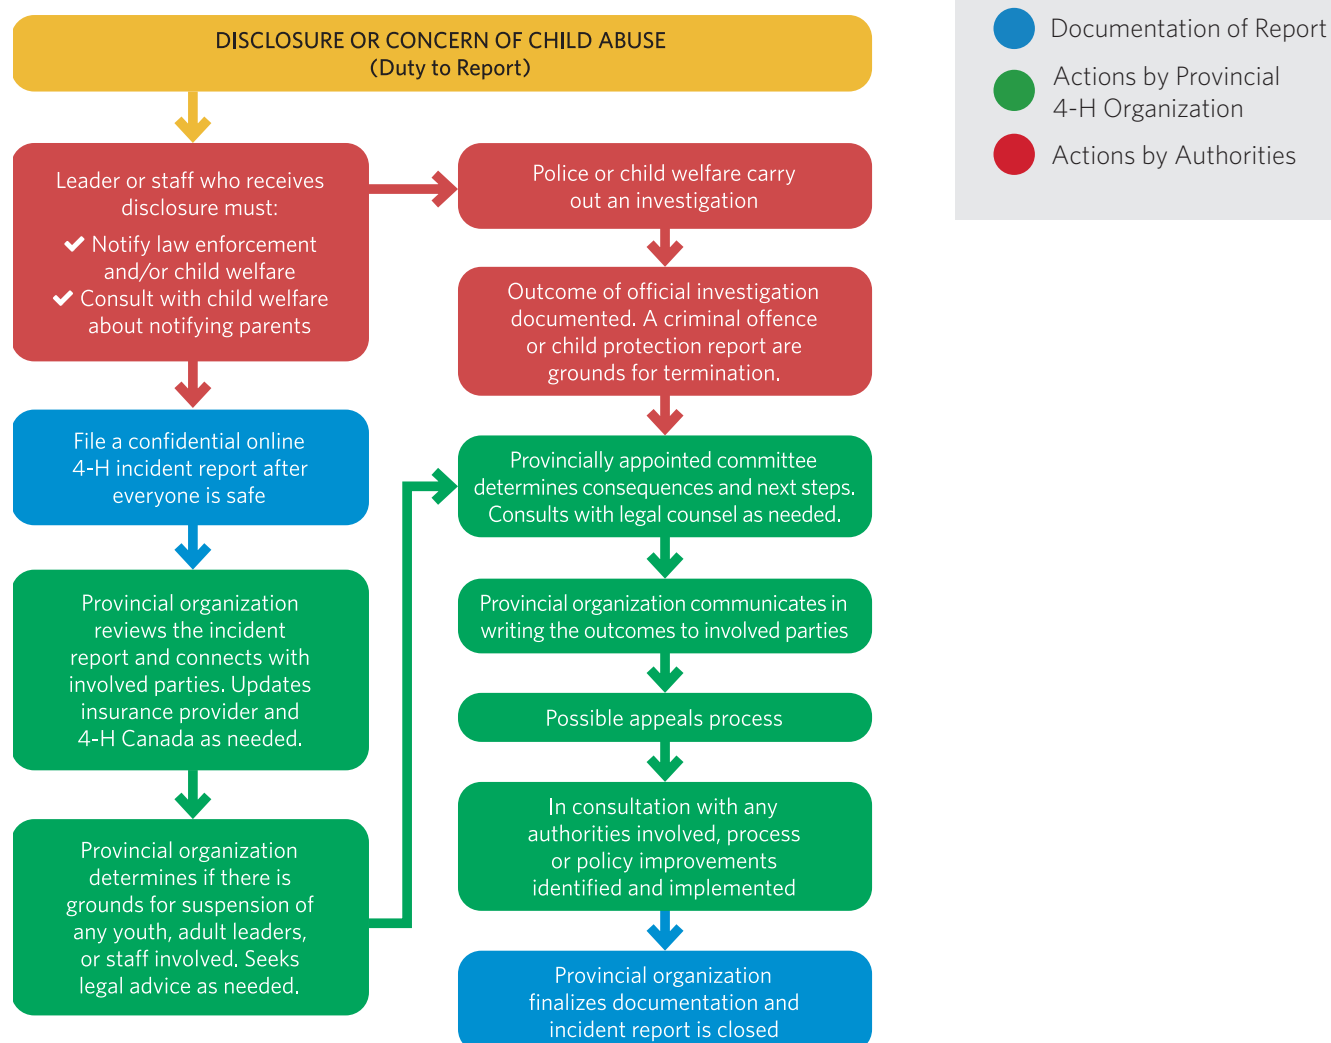 DISCLOSURE OR CONCERN OF CHILD ABUSE
(Duty to Report)
Leader or staff who receives
disclosure must:
Notify law enforcement
and/or child welfare
Consult with child welfare
about notifying parents
File a confidential online
4-H incident report after
everyone is safe
Provincial organization
reviews the incident
report and connects with
involved parties. Updates
insurance provider and
4-H Canada as needed.
Provincial organization
determines if there is
grounds for suspension of
any youth, adult leaders,
or staff involved. Seeks
legal advice as needed.
Police or child welfare carry
out an investigation
Outcome of official investigation
documented. A criminal offence
or child protection report are
grounds for termination.
Provincially appointed committee
determines consequences and next steps.
Consults with legal counsel as needed.
Provincial organization communicates in
writing the outcomes to involved parties
Possible appeals process
In consultation with any
authorities involved, process
or policy improvements
identified and implemented
Provincial organization
finalizes documentation and
incident report is closed
Documentation of Report
Actions by Provincial
4-H Organization
Actions by Authorities